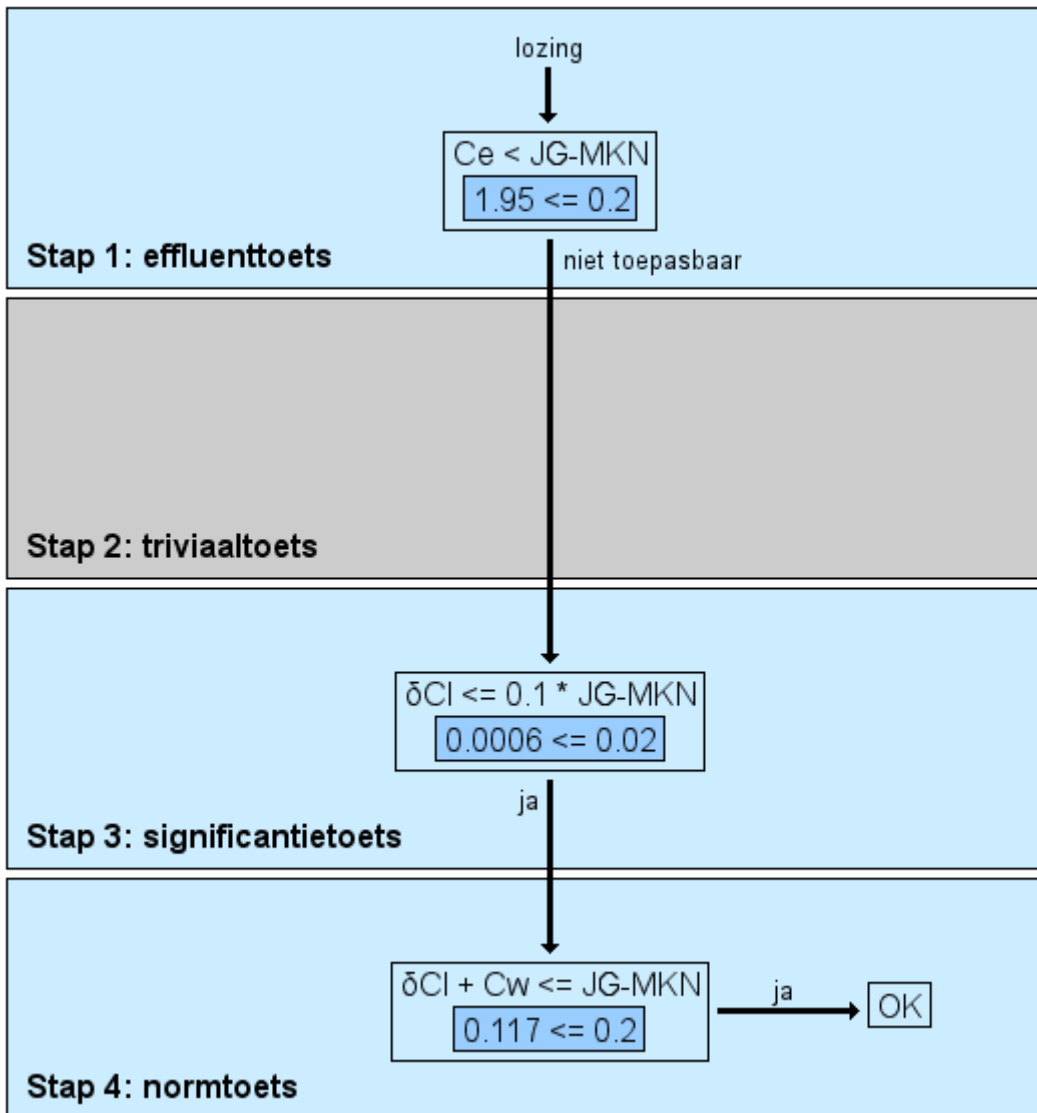 lozing
Ce < JG-MKN
1.95 <= 0.2
Stap 1: effluenttoets
niet toepasbaar
Stap 2: triviaaltoets
δCl <= 0.1 * JG-MKN
0.0006 <= 0.02
ja
Stap 3: significantietoets
δCl + Cw <= JG-MKN
0.117 <= 0.2
ja
OK
Stap 4: normtoets